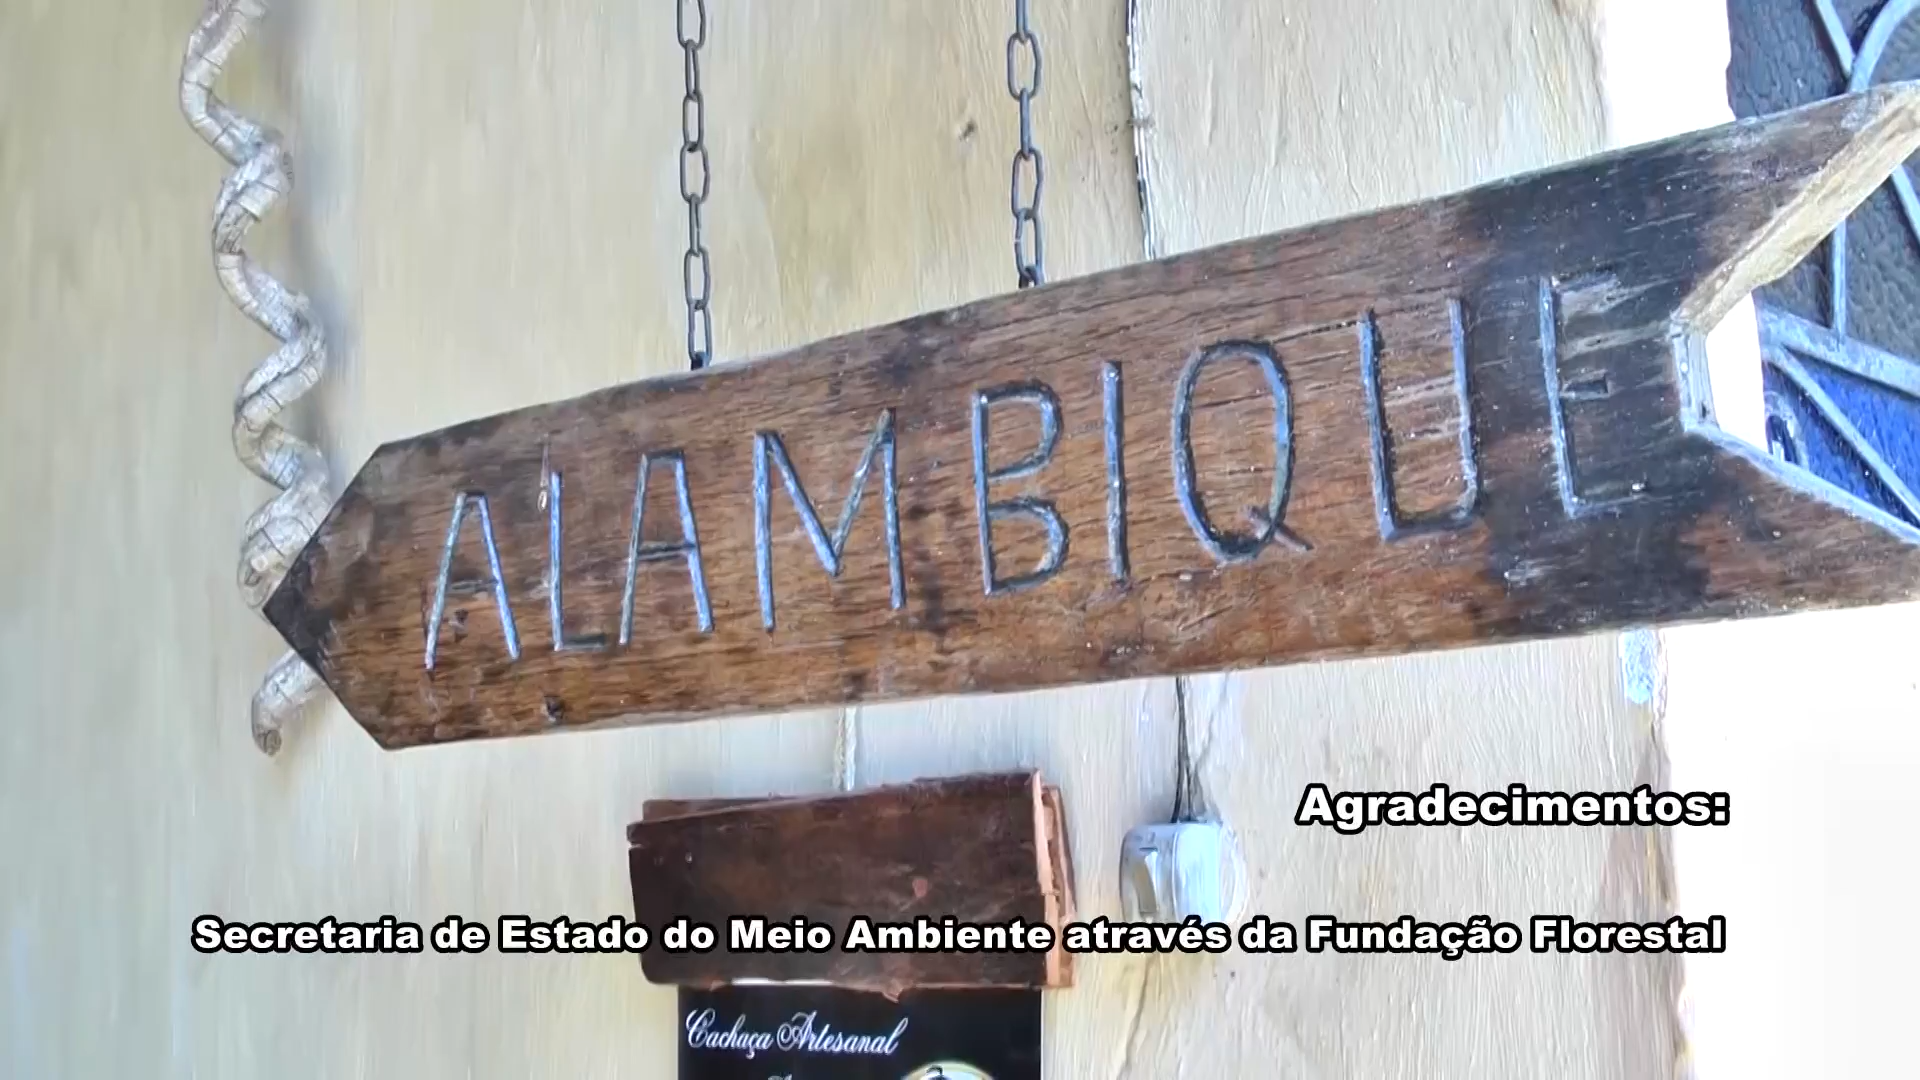 ALAMBIQUE
Agradecimentos:
Secretaria de Estado do Meio Ambiente através da Fundação Florestal
Cachaça Artesanal